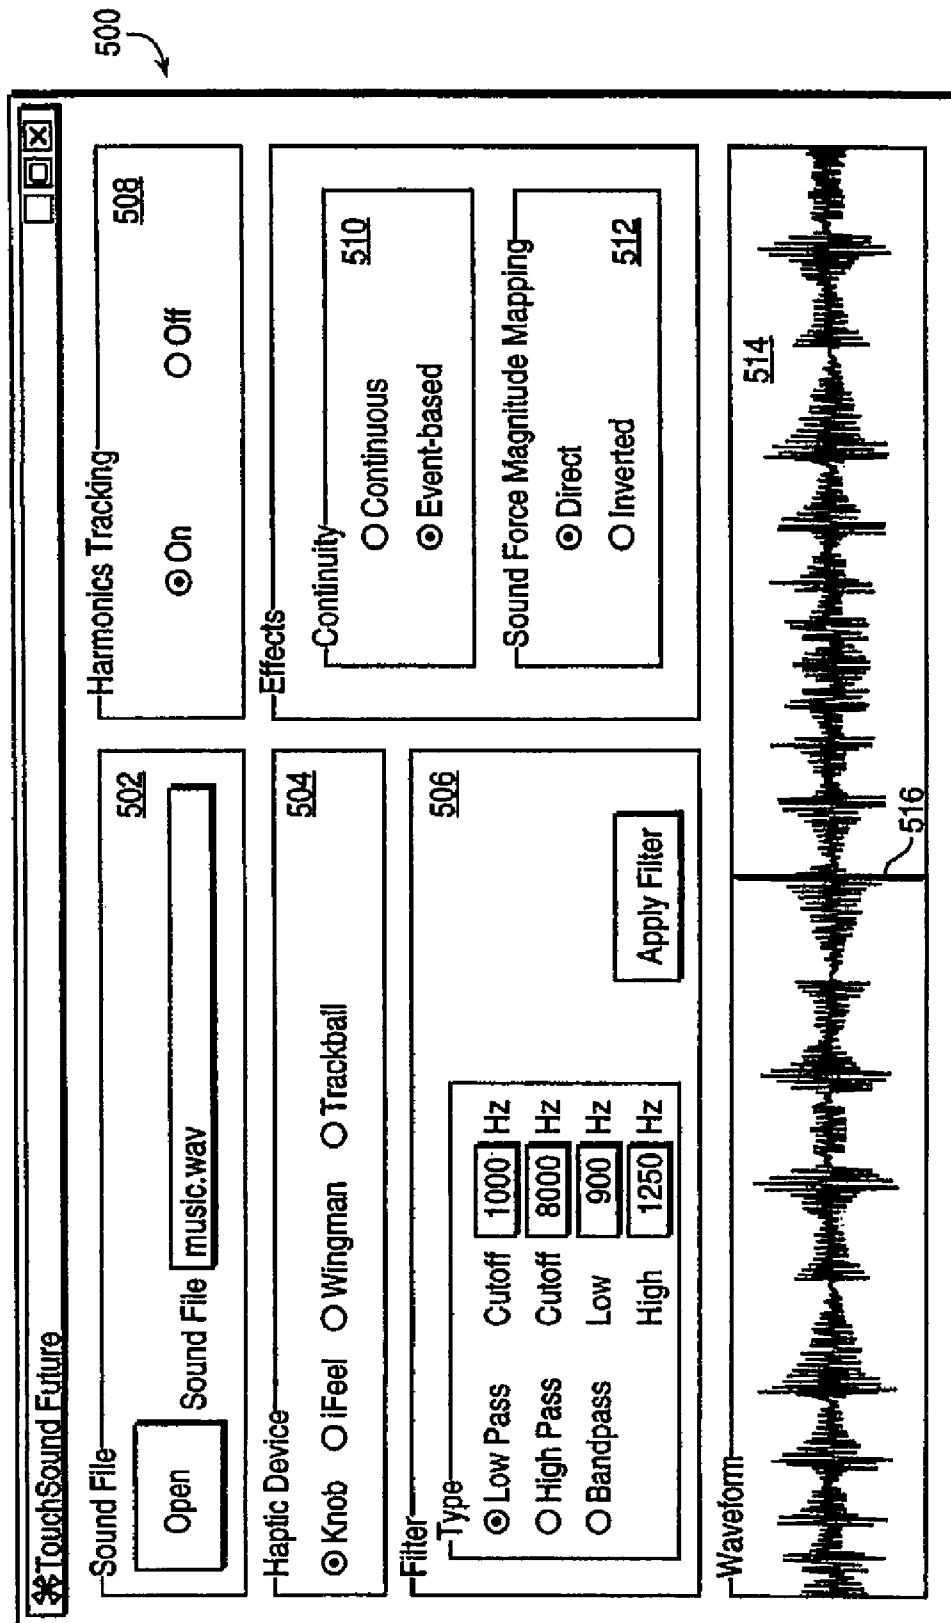 500
⌘TouchSound Future
Sound File
502
Open
Sound File
music.wav
Haptic Device
504
Knob
iFeel
Wingman
Trackball
Filter
506
Type
Low Pass
Cutoff
1000
Hz
High Pass
Cutoff
8000
Hz
Bandpass
Low
900
Hz
High
1250
Hz
Apply Filter
Harmonics Tracking
508
On
Off
Effects
Continuity
510
Continuous
Event-based
Sound Force Magnitude Mapping
Direct
Inverted
512
Waveform
514
516